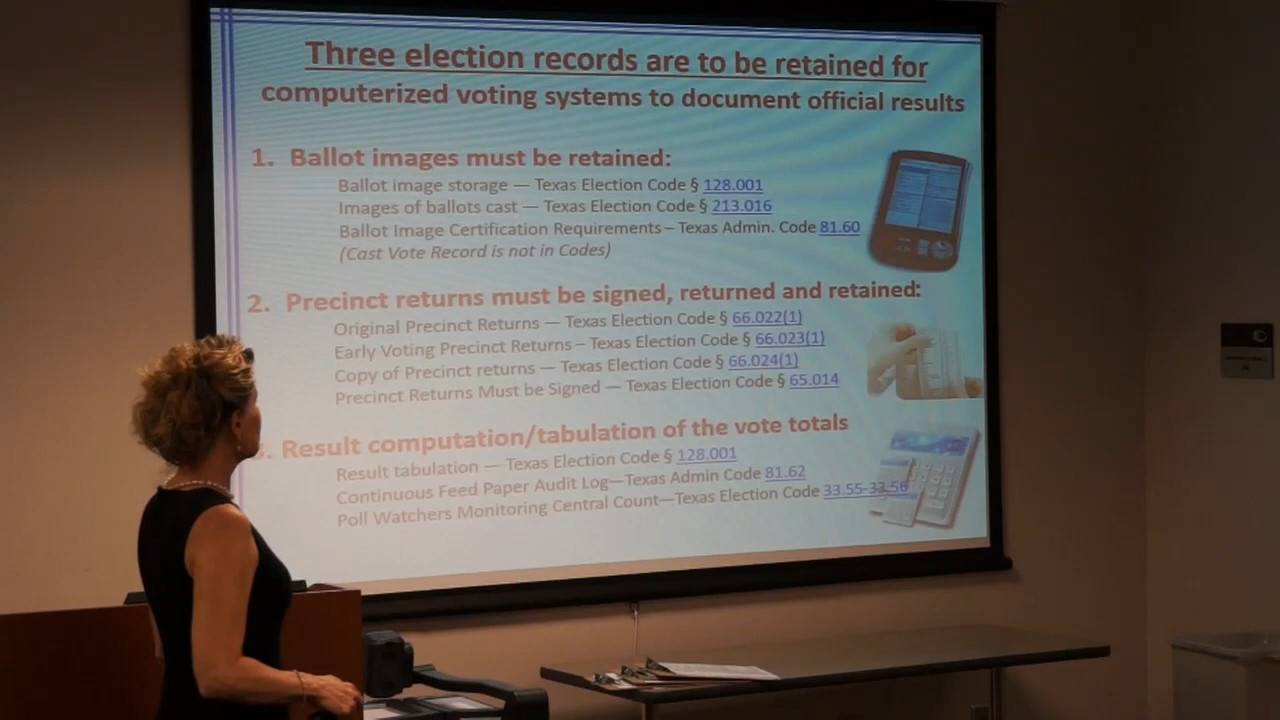 Three election records are to be retained for
computerized voting systems to document official results
1. Ballot images must be retained:
Ballot image storage — Texas Election Code § 128.001
Images of ballots cast — Texas Election Code § 213.016
Ballot Image Certification Requirements – Texas Admin. Code 81.60
(Cast Vote Record is not in Codes)
2. Precinct returns must be signed, returned and retained:
Original Precinct Returns — Texas Election Code § 66.022(1)
Early Voting Precinct Returns – Texas Election Code § 66.023(1)
Copy of Precinct returns — Texas Election Code § 66.024(1)
Precinct Returns Must be Signed — Texas Election Code § 65.014
. Result computation/tabulation of the vote totals
Result tabulation — Texas Election Code § 128.001
Continuous Feed Paper Audit Log—Texas Admin Code 81.62
Poll Watchers Monitoring Central Count—Texas Election Code 33.55-33.56